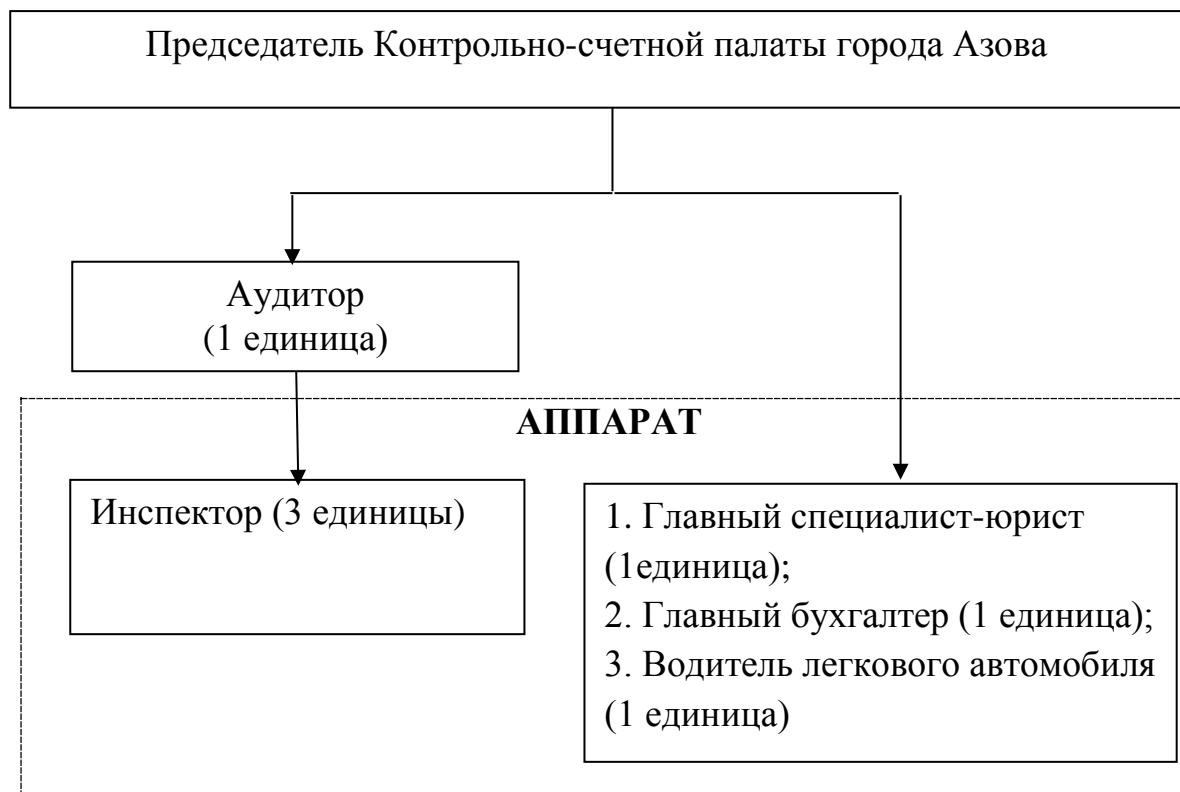 Председатель Контрольно-счетной палаты города Азова
Аудитор
(1 единица)
АППАРАТ
Инспектор (3 единицы)
1. Главный специалист-юрист
(1единица);
2. Главный бухгалтер (1 единица);
3. Водитель легкового автомобиля
(1 единица)